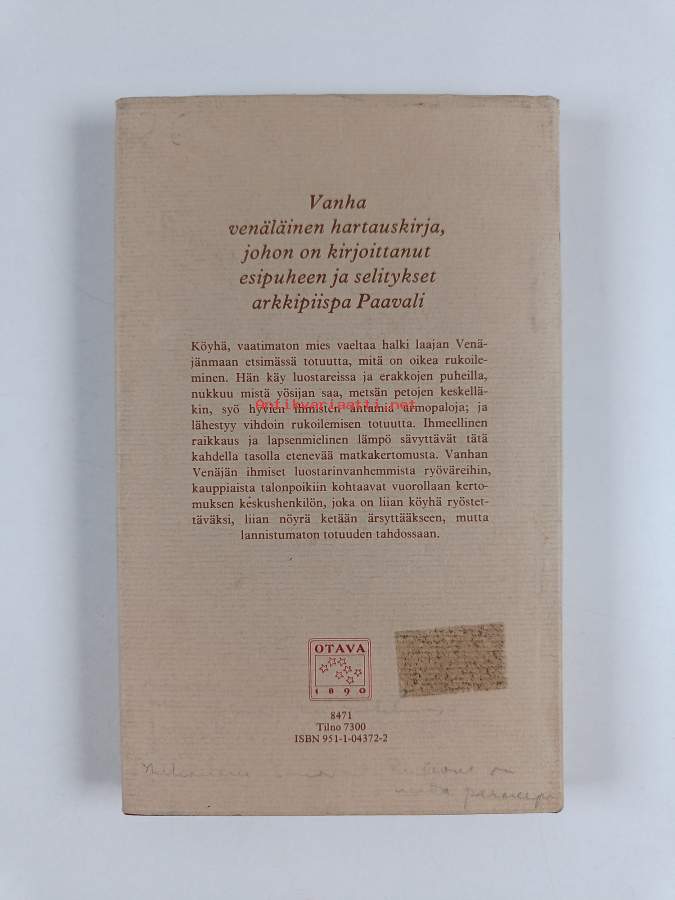 Vanha
venäläinen hartauskirja,
johon on kirjoittanut
esipuheen ja selitykset
arkkipiispa Paavali
Köyhä, vaatimaton mies vaeltaa halki laajan Venä-
jänmaan etsimässä totuutta, mitä on oikea rukoile-
minen. Hän käy luostareissa ja erakkojen puheilla,
nukkuu mistä yösijan saa, metsän petojen keskellä-
kin, syö hyvien ihmisten antamia armopaloja; ja
Antikvariaatti.net
lähestyy vihdoin rukoilemisen totuutta. Ihmeellinen
raikkaus ja lapsenmielinen lämpö sävyttävät tätä
kahdella tasolla etenevää matkakertomusta. Vanhan
Venäjän ihmiset luostarinvanhemmista ryöväreihin,
kauppiaista talonpoikiin kohtaavat vuorollaan kerto-
muksen keskushenkilön, joka on liian köyhä ryöstet-
täväksi, liian nöyrä ketään ärsyttääkseen, mutta
lannistumaton totuuden tahdossaan.
OTAVA
1890
8471
Tilno 7300
ISBN 951-1-04372-2